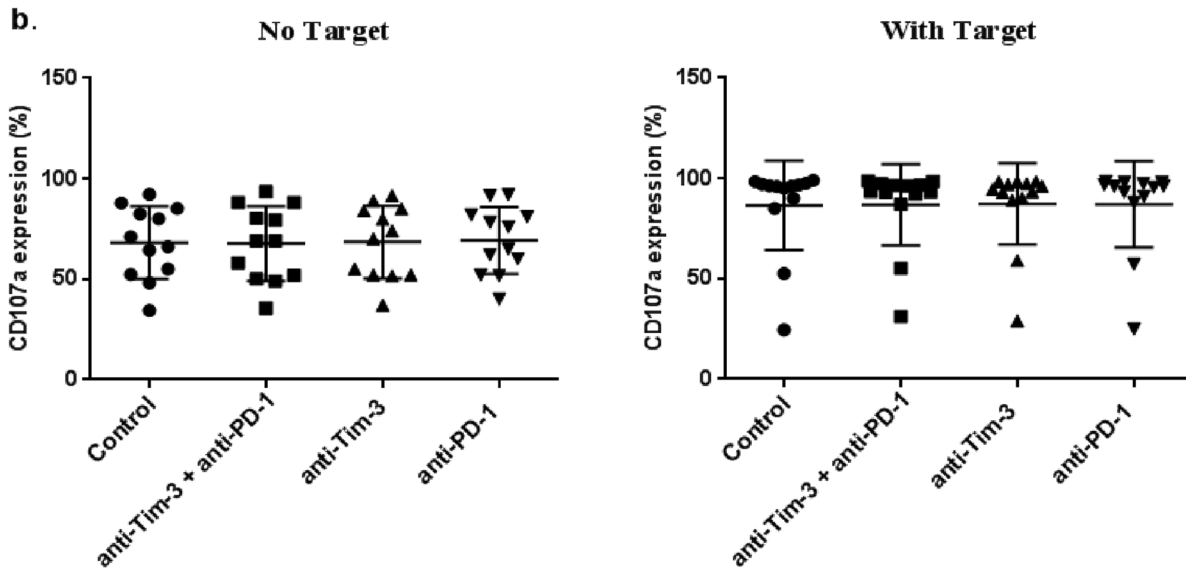 b.
No Target
CD107a expression (%)
150
100
50
0
Control
anti-Tim-3 + anti-PD-1
anti-Tim-3
anti-PD-1
With Target
CD107a expression (%)
150
100
50
0
Control
anti-Tim-3 + anti-PD-1
anti-Tim-3
anti-PD-1